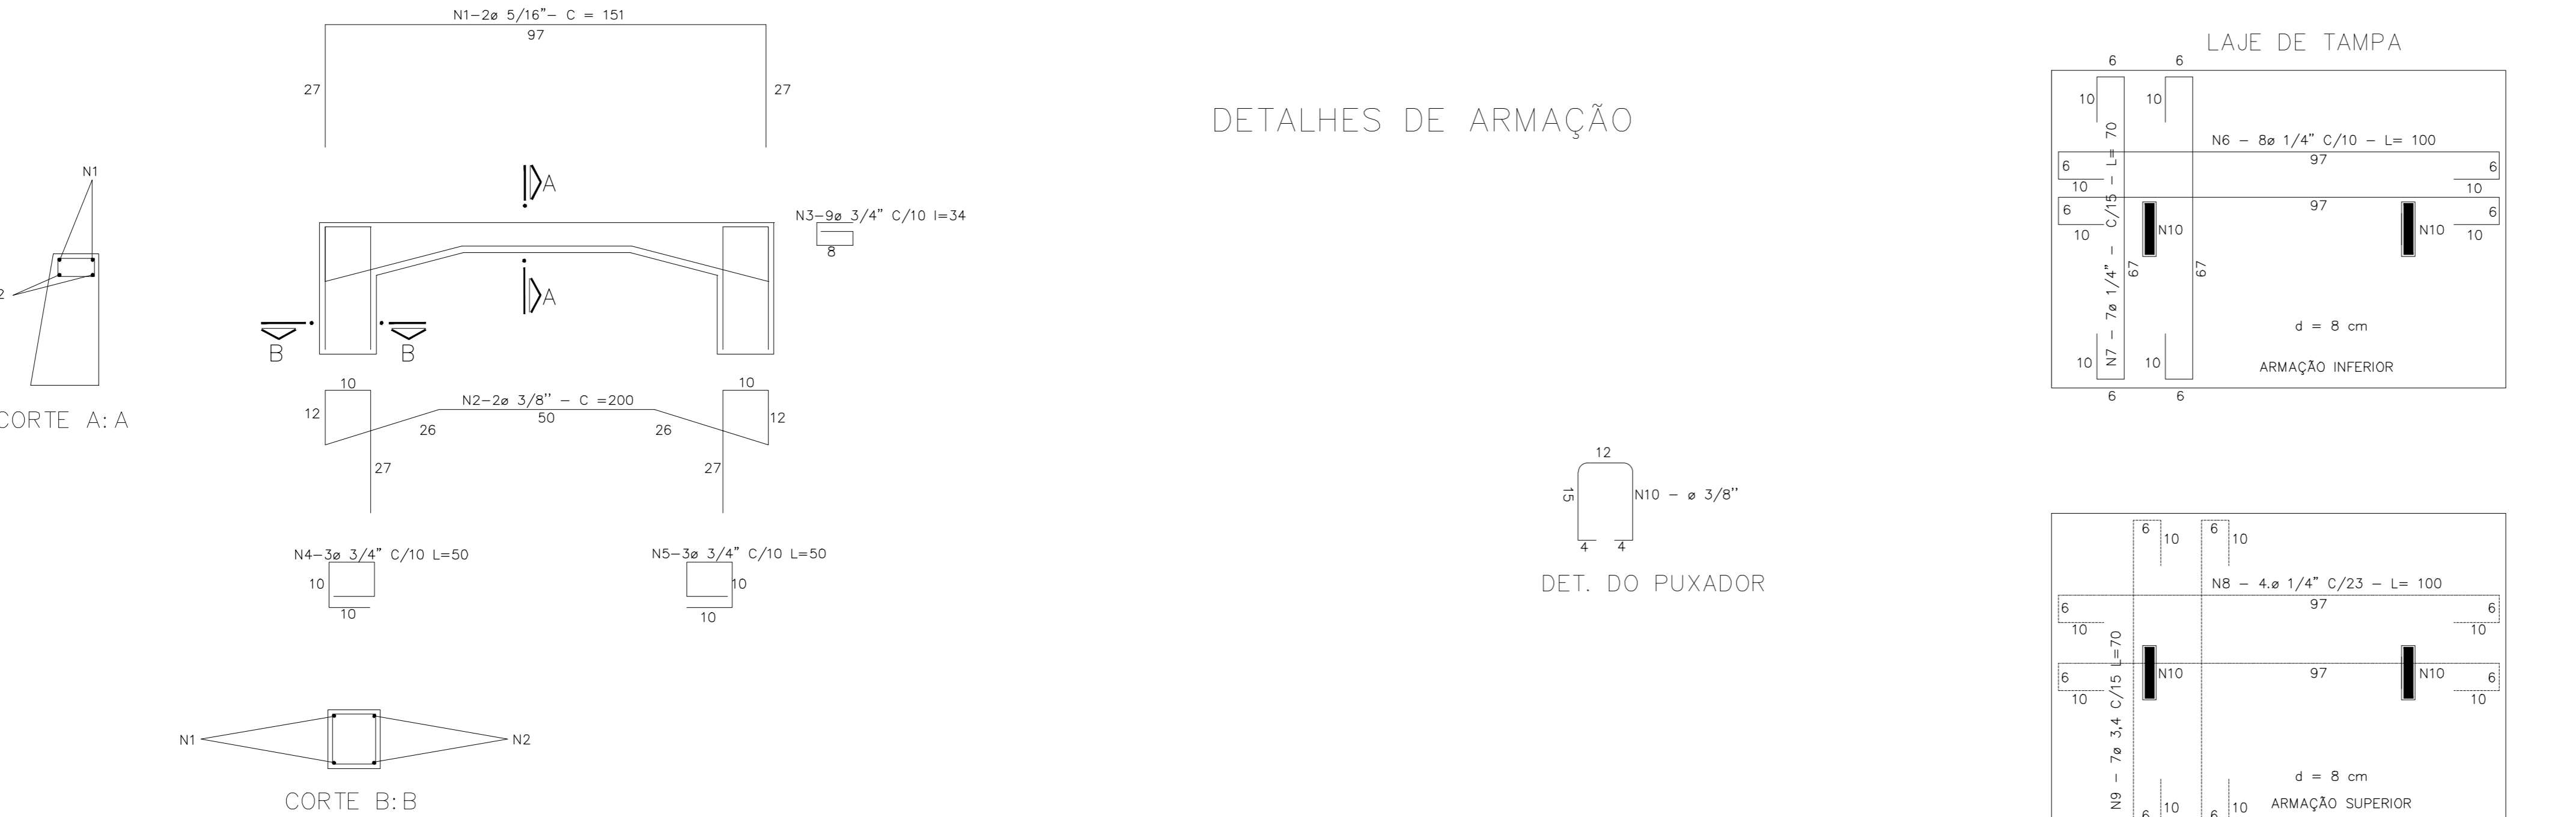 N1-2ø 5/16"- C = 151
97
27
27
N1
2
CORTE A:A
A
A
B
B
N3-9ø 3/4" C/10 l=34
8
10
10
12
12
N2-2ø 3/8'' - C =200
50
26
26
27
27
N4-3ø 3/4" C/10 L=50
10
10
N5-3ø 3/4" C/10 L=50
10
10
N1
N2
CORTE B:B
DETALHES DE ARMAÇÃO
12
15
N10 - ø 3/8''
4
4
DET. DO PUXADOR
LAJE DE TAMPA
6
6
10
10
N6 - 8ø 1/4" C/10 - L= 100
97
6
6
10
10
97
6
6
10
10
N10
N10
N7 - 7ø 1/4" - C/15 - L= 70
67
67
d = 8 cm
10
10
ARMAÇÃO INFERIOR
6
6
6
10
6
10
N8 - 4.ø 1/4" C/23 - L= 100
97
6
6
10
10
97
6
6
10
10
N10
N10
N9 - 7ø 3,4 C/15 L=70
d = 8 cm
ARMAÇÃO SUPERIOR
10
10
6
6